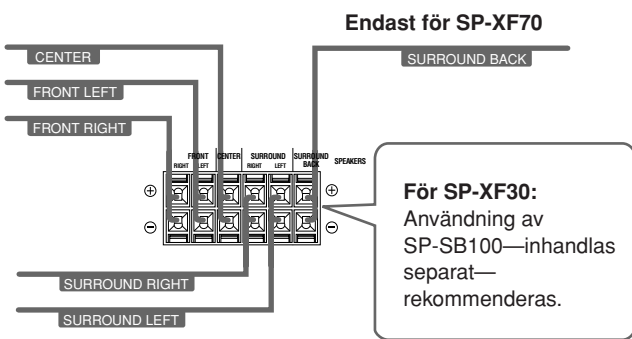 Endast för SP-XF70
CENTER
SURROUND BACK
FRONT LEFT
FRONT RIGHT
FRONT CENTER SURROUND SURROUND BACK SPEAKERS
RIGHT LEFT RIGHT LEFT
⊕ ⊕
⊖ ⊖
För SP-XF30:
Användning av
SP-SB100—inhandlas
separat—
rekommenderas.
SURROUND RIGHT
SURROUND LEFT